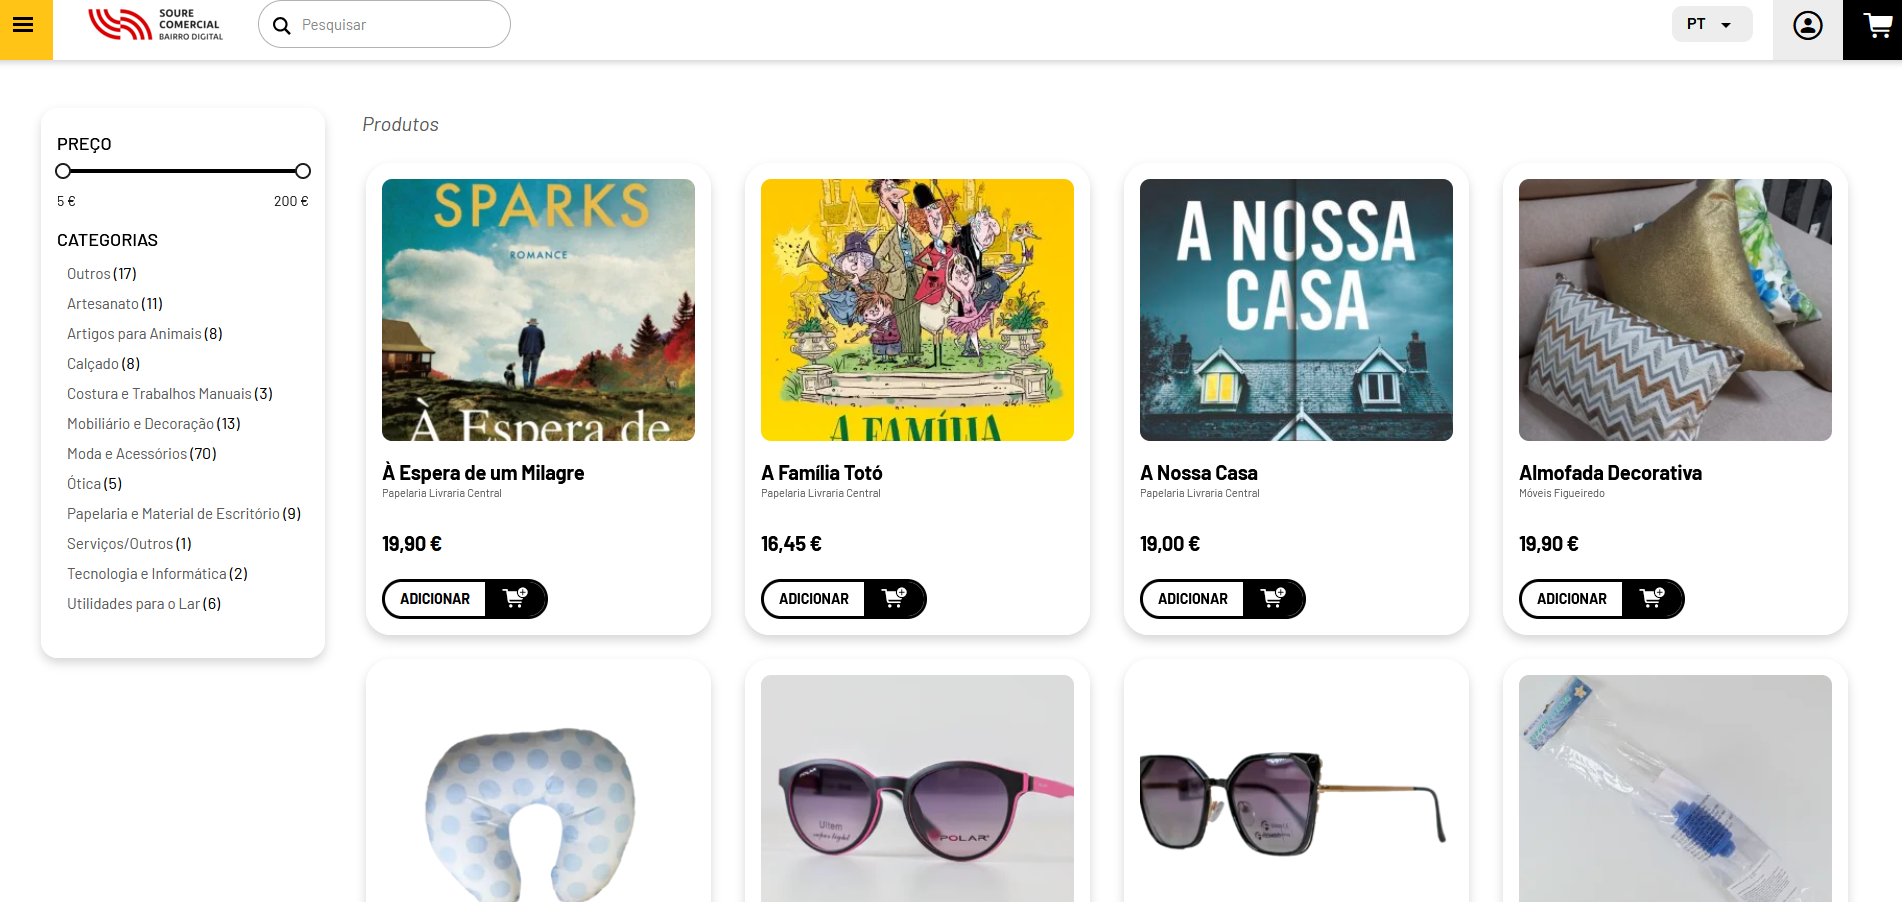 SOURE
COMERCIAL
BAIRRO DIGITAL
Pesquisar
PT
PREÇO
5 €
200 €
CATEGORIAS
Outros (17)
Artesanato (11)
Artigos para Animais (8)
Calçado (8)
Costura e Trabalhos Manuais (3)
Mobiliário e Decoração (13)
Moda e Acessórios (70)
Ótica (5)
Papelaria e Material de Escritório (9)
Serviços/Outros (1)
Tecnologia e Informática (2)
Utilidades para o Lar (6)
Produtos
SPARKS
ROMANCE
À Espera de
À Espera de um Milagre
Papelaria Livraria Central
19,90 €
ADICIONAR
A FAMÍLIA
A Família Totó
Papelaria Livraria Central
16,45 €
ADICIONAR
A NOSSA
CASA
A Nossa Casa
Papelaria Livraria Central
19,00 €
ADICIONAR
Almofada Decorativa
Móveis Figueiredo
19,90 €
ADICIONAR
Ultem
POLAR